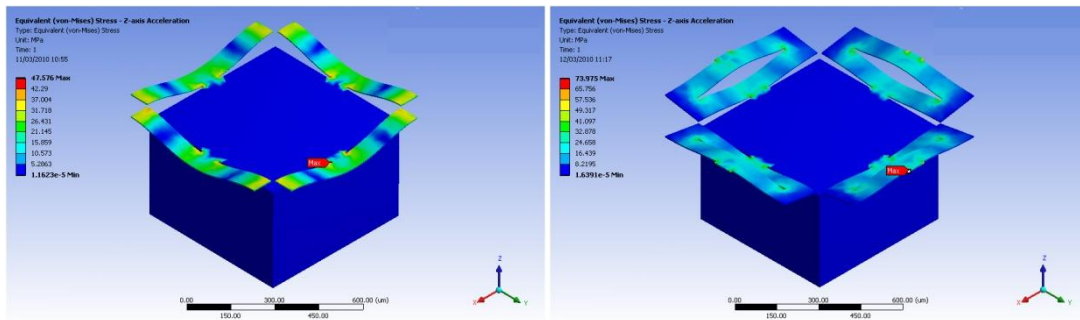 Equivalent (von-Mises) Stress - Z-axis Acceleration
Type: Equivalent (von-Mises) Stress
Unit: MPa
Time: 1
11/03/2010 10:55
47.576 Max
42.29
37.004
31.718
26.431
21.145
15.859
10.573
5.2863
1.1623e-5 Min
Max
0.00 300.00 600.00 (um)
150.00 450.00
Z
X Y
Equivalent (von-Mises) Stress - Z-axis Acceleration
Type: Equivalent (von-Mises) Stress
Unit: MPa
Time: 1
12/03/2010 11:17
73.975 Max
65.756
57.536
49.317
41.097
32.878
24.658
16.439
8.2195
1.6391e-5 Min
Max
0.00 300.00 600.00 (um)
150.00 450.00
Z
X Y